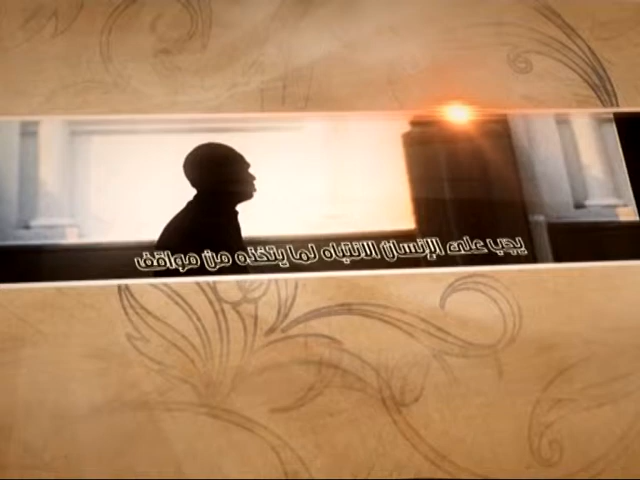 يجب على الإنسان الانتباه لما يتخذه من مواقف